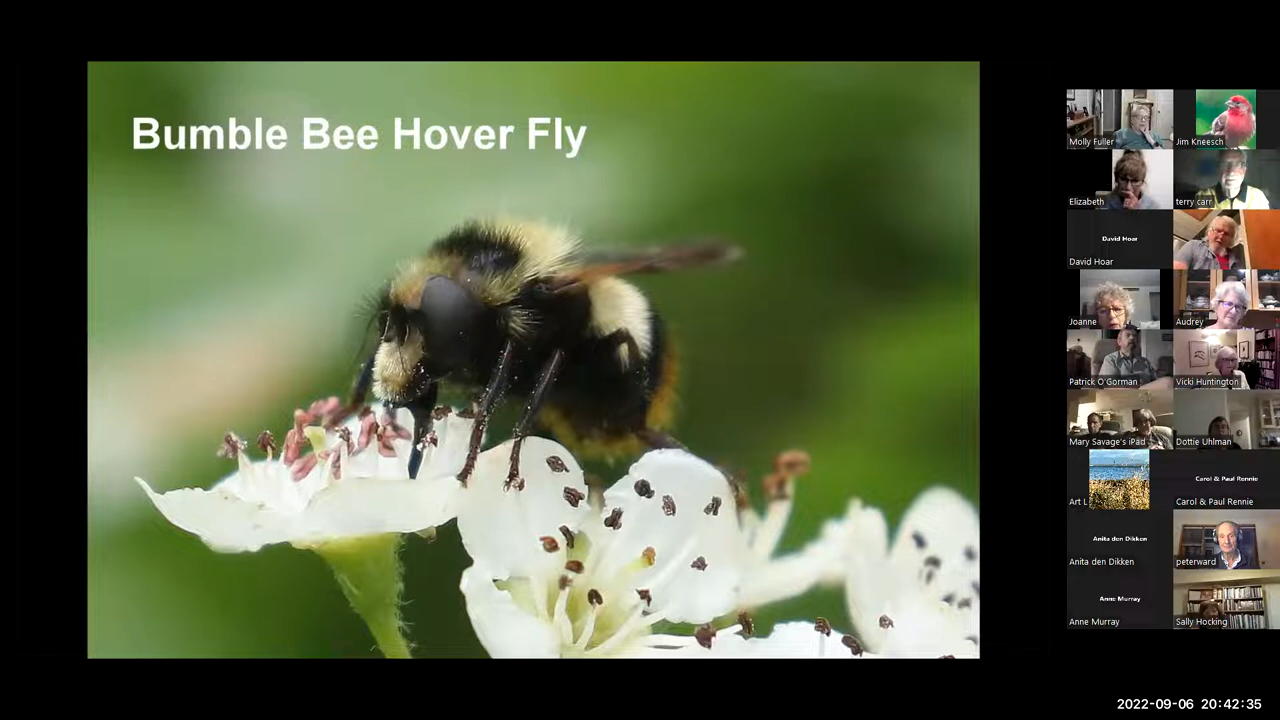 Bumble Bee Hover Fly
Molly Fuller
Jim Kneesch
Elizabeth
terry carr
David Hoar
David Hoar
Joanne
Audrey
Patrick O'Gorman
Vicki Huntington
Mary Savage's iPad
Dottie Uhlman
Art L
Carol & Paul Rennie
Carol & Paul Rennie
Anita den Dikken
Anita den Dikken
peterward
Anne Murray
Anne Murray
Sally Hocking
2022-09-06 20:42:35